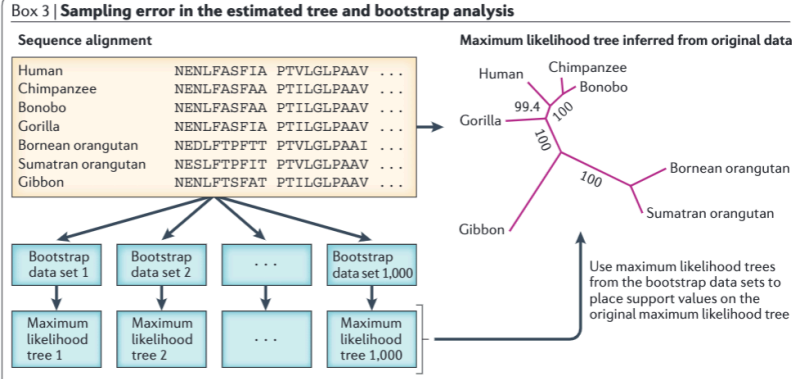 Box 3 | Sampling error in the estimated tree and bootstrap analysis
Sequence alignment
Human NENLFASFIA PTVLGLPAAV ...
Chimpanzee NENLFASFAA PTILGLPAAV ...
Bonobo NENLFASFAA PTILGLPAAV ...
Gorilla NENLFASFIA PTILGLPAAV ...
Bornean orangutan NEDLFTPFTT PTVLGLPAAI ...
Sumatran orangutan NESLFTPFIT PTVLGLPAAV ...
Gibbon NENLFTSFAT PTILGLPAAV ...
Bootstrap
data set 1
Bootstrap
data set 2
...
Bootstrap
data set 1,000
Maximum
likelihood
tree 1
Maximum
likelihood
tree 2
...
Maximum
likelihood
tree 1,000
Maximum likelihood tree inferred from original data
Human
Chimpanzee
Bonobo
99.4
100
Gorilla
100
100
Bornean orangutan
Sumatran orangutan
Gibbon
Use maximum likelihood trees
from the bootstrap data sets to
place support values on the
original maximum likelihood tree